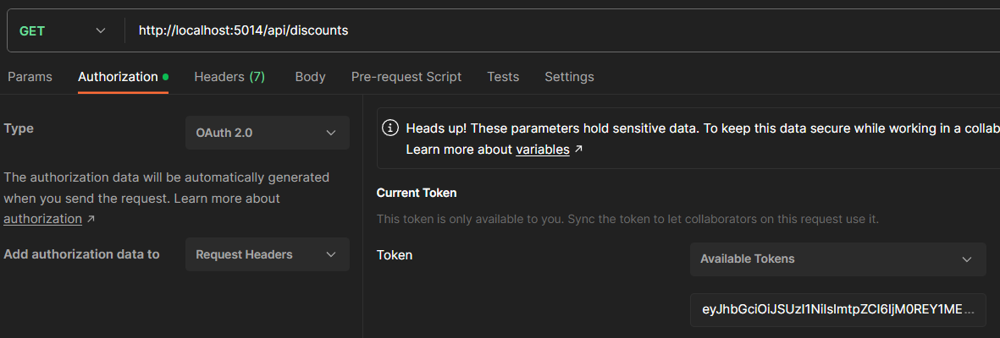 GET http://localhost:5014/api/discounts
Params Authorization Headers (7) Body Pre-request Script Tests Settings
Type OAuth 2.0
The authorization data will be automatically generated
when you send the request. Learn more about
authorization ↗
Add authorization data to Request Headers
Heads up! These parameters hold sensitive data. To keep this data secure while working in a collab
Learn more about variables ↗
Current Token
This token is only available to you. Sync the token to let collaborators on this request use it.
Token Available Tokens
eyJhbGciOiJSUzI1NiIsImtpZCI6IjM0REY1ME...